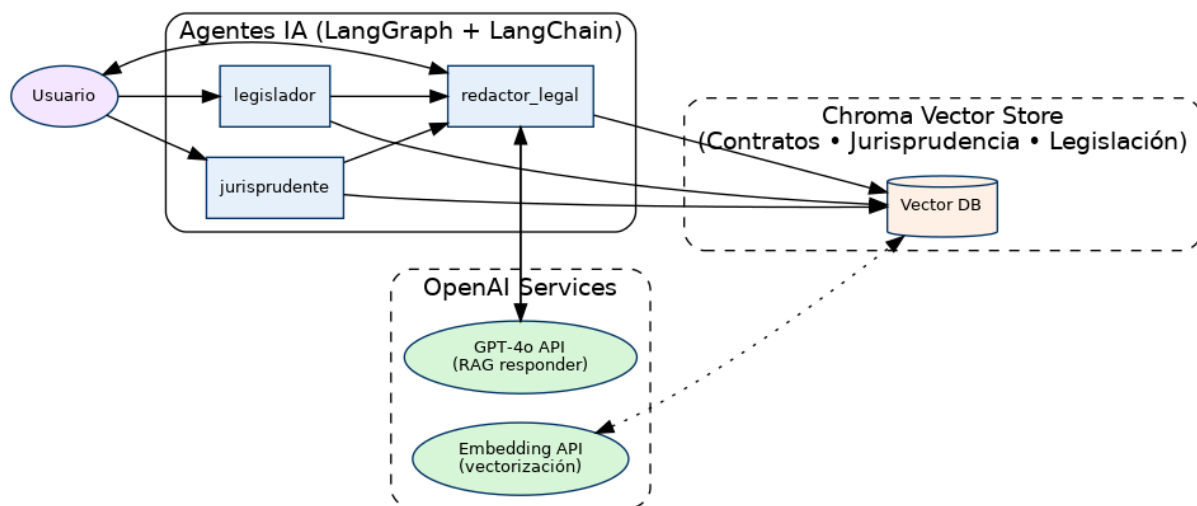 Agentes IA (LangGraph + LangChain)
Usuario
legislador
redactor_legal
jurisprudente
Chroma Vector Store
(Contratos • Jurisprudencia • Legislación)
Vector DB
OpenAI Services
GPT-4o API
(RAG responder)
Embedding API
(vectorización)